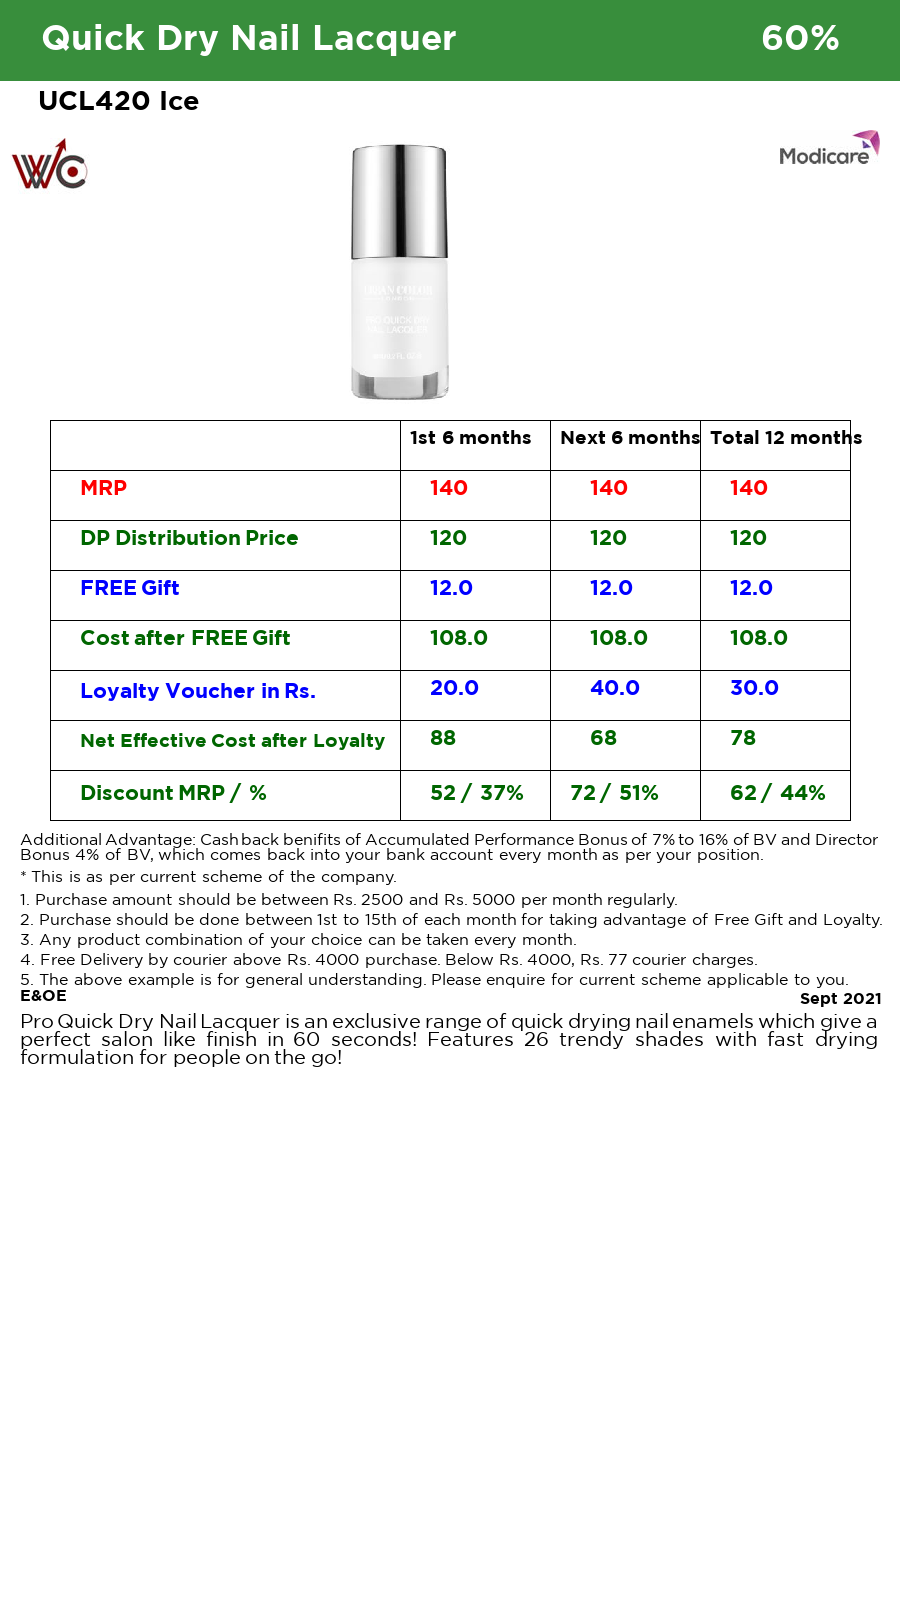 Quick Dry Nail Lacquer 60%
UCL420 Ice
WC
Modicare
PRO QUICK DRY
NAIL LACQUER
1st 6 months Next 6 months Total 12 months
MRP 140 140 140
DP Distribution Price 120 120 120
FREE Gift 12.0 12.0 12.0
Cost after FREE Gift 108.0 108.0 108.0
Loyalty Voucher in Rs. 20.0 40.0 30.0
Net Effective Cost after Loyalty 88 68 78
Discount MRP / % 52 / 37% 72 / 51% 62 / 44%
Additional Advantage: Cashback benifits of Accumulated Performance Bonus of 7% to 16% of BV and Director
Bonus 4% of BV, which comes back into your bank account every month as per your position.
* This is as per current scheme of the company.
1. Purchase amount should be between Rs. 2500 and Rs. 5000 per month regularly.
2. Purchase should be done between 1st to 15th of each month for taking advantage of Free Gift and Loyalty.
3. Any product combination of your choice can be taken every month.
4. Free Delivery by courier above Rs. 4000 purchase. Below Rs. 4000, Rs. 77 courier charges.
5. The above example is for general understanding. Please enquire for current scheme applicable to you.
E&OE
Sept 2021
Pro Quick Dry Nail Lacquer is an exclusive range of quick drying nail enamels which give a
perfect salon like finish in 60 seconds! Features 26 trendy shades with fast drying
formulation for people on the go!